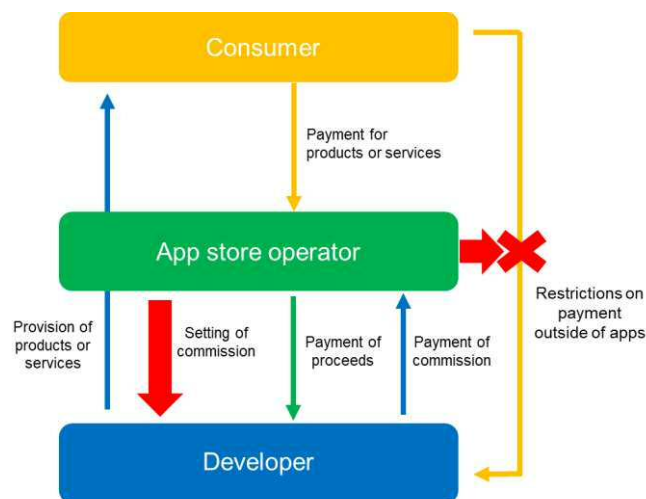 Consumer
Payment for
products or services
App store operator
Restrictions on
payment
outside of apps
Provision of
products or
services
Setting of
commission
Payment of
proceeds
Payment of
commission
Developer